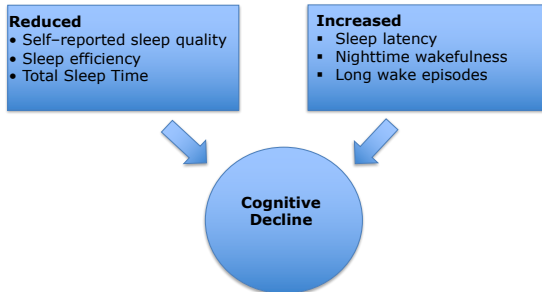 Reduced
• Self–reported sleep quality
• Sleep efficiency
• Total Sleep Time
Increased
▪ Sleep latency
▪ Nighttime wakefulness
▪ Long wake episodes
Cognitive
Decline